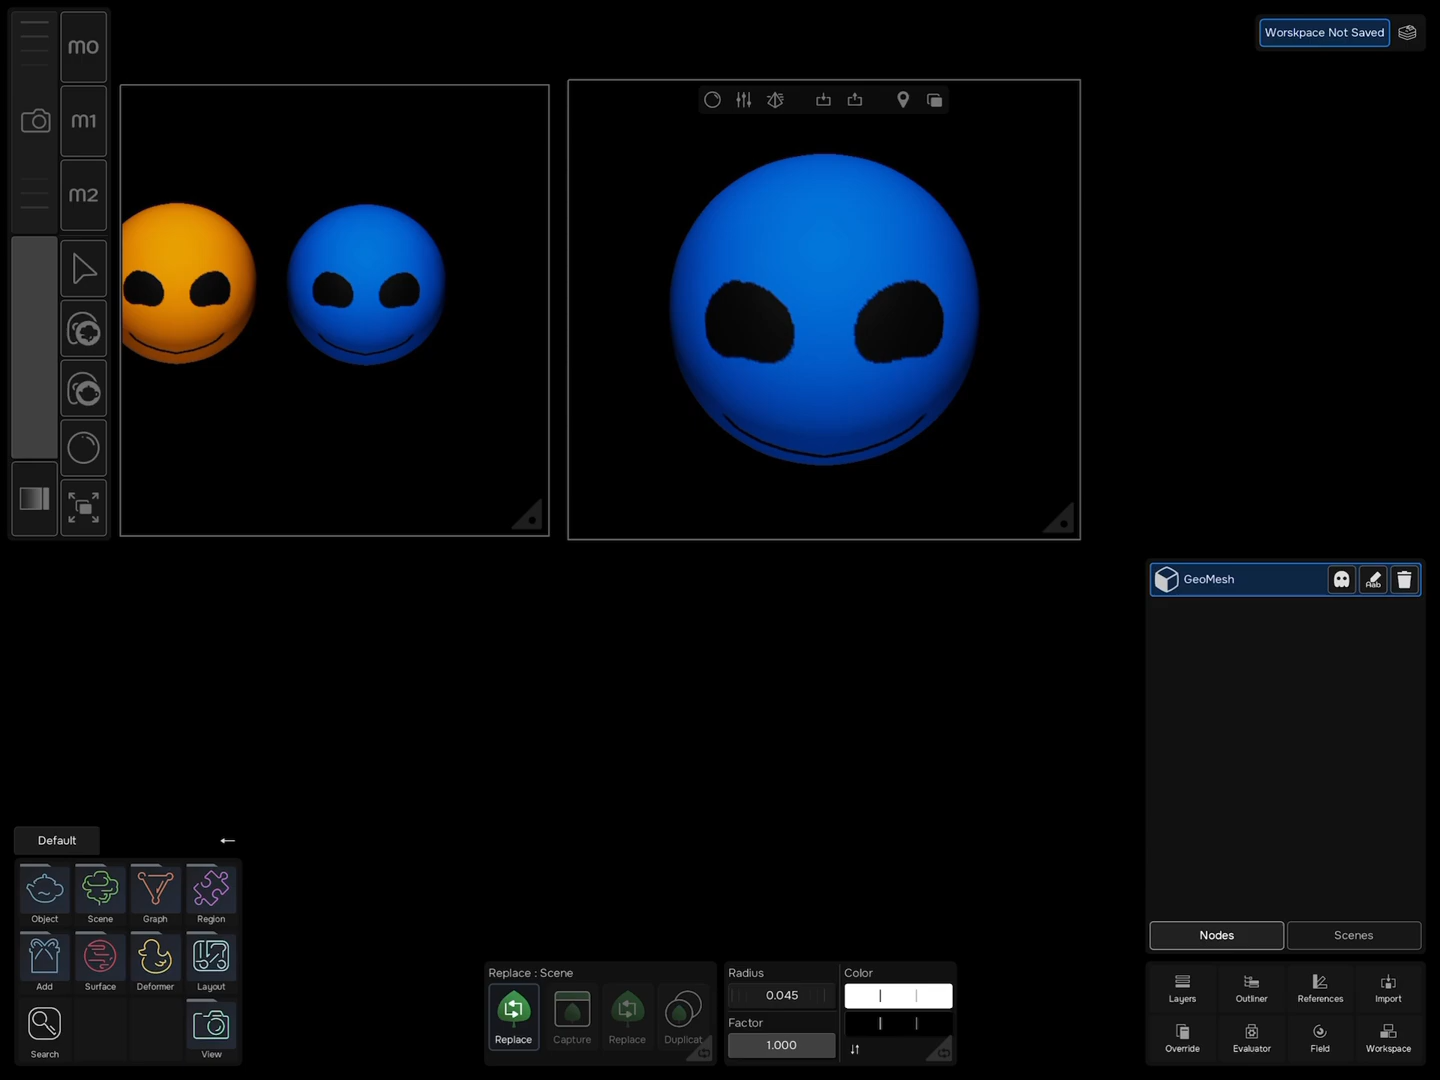 m0
m1
m2
Worskpace Not Saved
GeoMesh
Aab
Nodes
Scenes
Default
Object
Scene
Graph
Region
Add
Surface
Deformer
Layout
Search
View
Replace : Scene
Replace
Capture
Replace
Duplicat
Radius
0.045
Factor
1.000
Color
Layers
Outliner
References
Import
Override
Evaluator
Field
Workspace